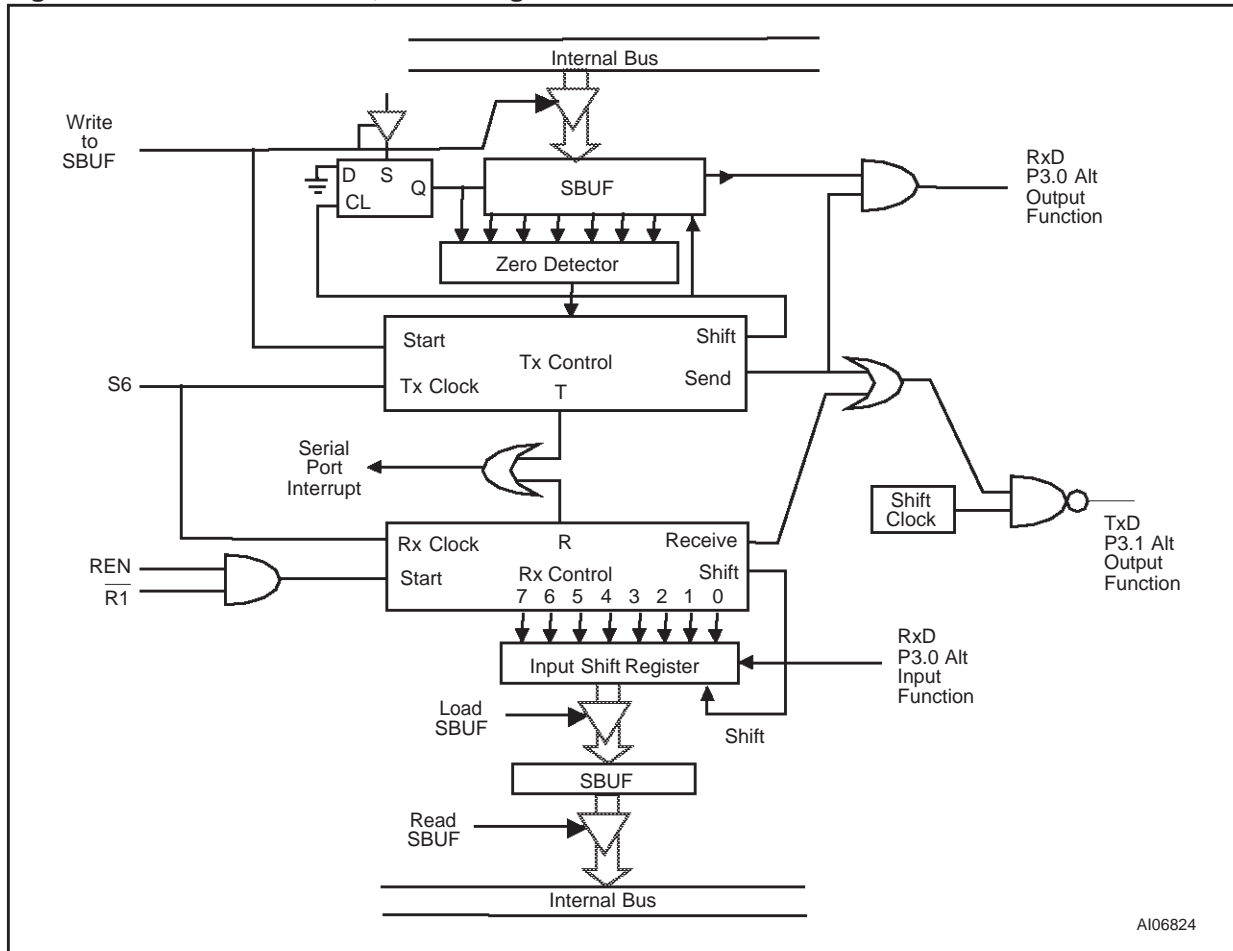 Internal Bus
Write
to
SBUF
D S
Q
CL
SBUF
RxD
P3.0 Alt
Output
Function
Zero Detector
Start
Shift
Tx Control
S6
Tx Clock
Send
T
Serial
Port
Interrupt
Shift
Clock
TxD
P3.1 Alt
Output
Function
Rx Clock
R
Receive
REN
R1
Start
Rx Control
Shift
7 6 5 4 3 2 1 0
RxD
P3.0 Alt
Input
Function
Input Shift Register
Load
SBUF
Shift
SBUF
Read
SBUF
Internal Bus
AI06824